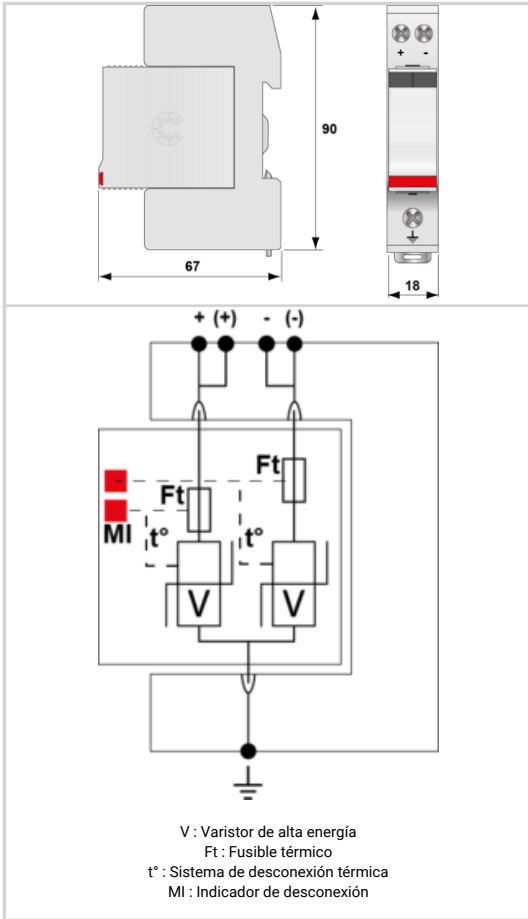 + -
90
67
18
+ (+) - (-)
Ft
-
Ft
MI t° t°
V V
V : Varistor de alta energía
Ft : Fusible térmico
t° : Sistema de desconexión térmica
MI : Indicador de desconexión